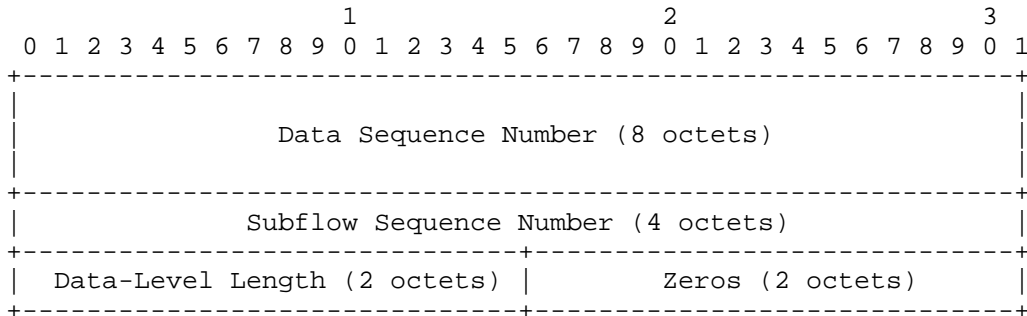 1 2 3
0 1 2 3 4 5 6 7 8 9 0 1 2 3 4 5 6 7 8 9 0 1 2 3 4 5 6 7 8 9 0 1
Data Sequence Number (8 octets)
Subflow Sequence Number (4 octets)
Data-Level Length (2 octets) Zeros (2 octets)